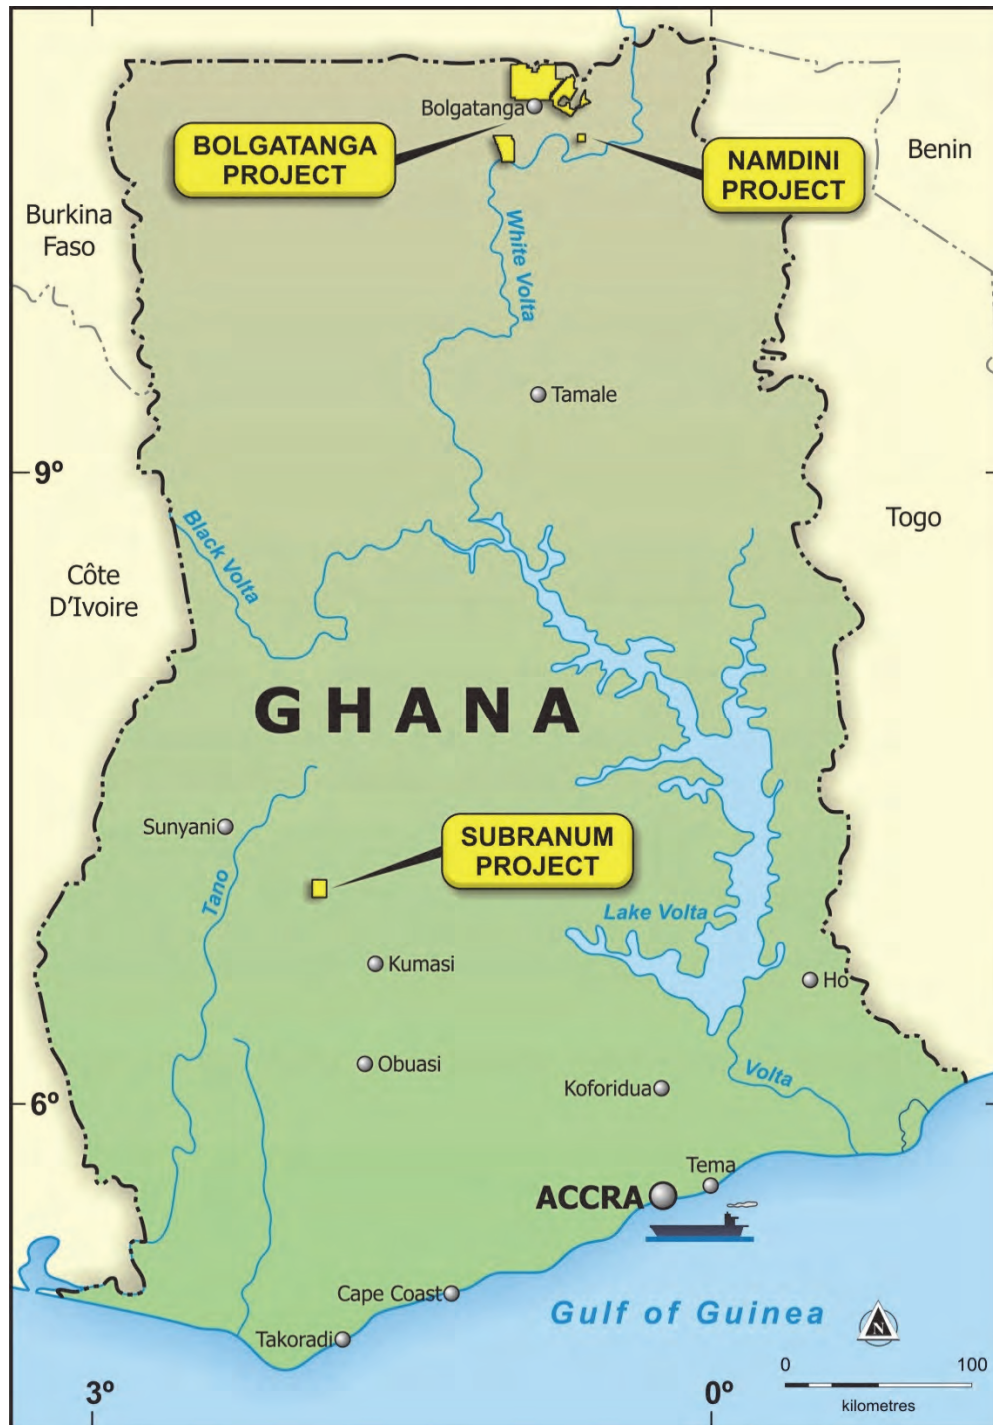 Bolgatanga
BOLGATANGA
PROJECT
NAMDINI
PROJECT
Benin
Burkina
Faso
White Volta
Tamale
9º
Black Volta
Togo
Côte
D'Ivoire
GHANA
Sunyani
SUBRANUM
PROJECT
Tano
Lake Volta
Kumasi
Ho
Obuasi
Koforidua
Volta
6º
Tema
ACCRA
Cape Coast
Gulf of Guinea
N
Takoradi
0 100
kilometres
3º
0º